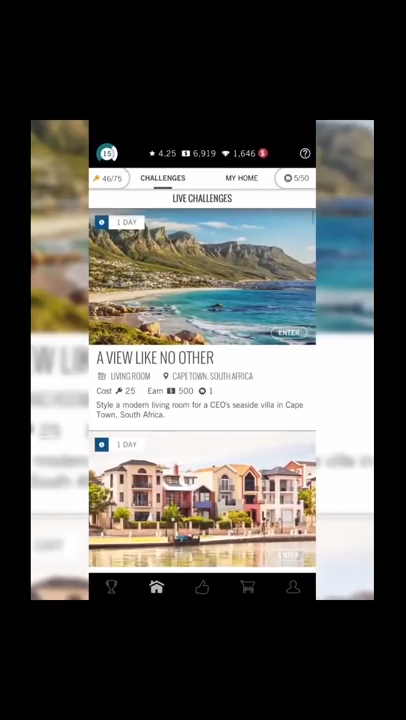 15 4.25 6,919 1,646 $ ?
46/75 CHALLENGES MY HOME 5/50
LIVE CHALLENGES
1 DAY
ENTER
A VIEW LIKE NO OTHER
LIVING ROOM CAPE TOWN, SOUTH AFRICA
Cost 25 Earn 500 1
Style a modern living room for a CEO's seaside villa in Cape
Town, South Africa.
1 DAY
ENTER